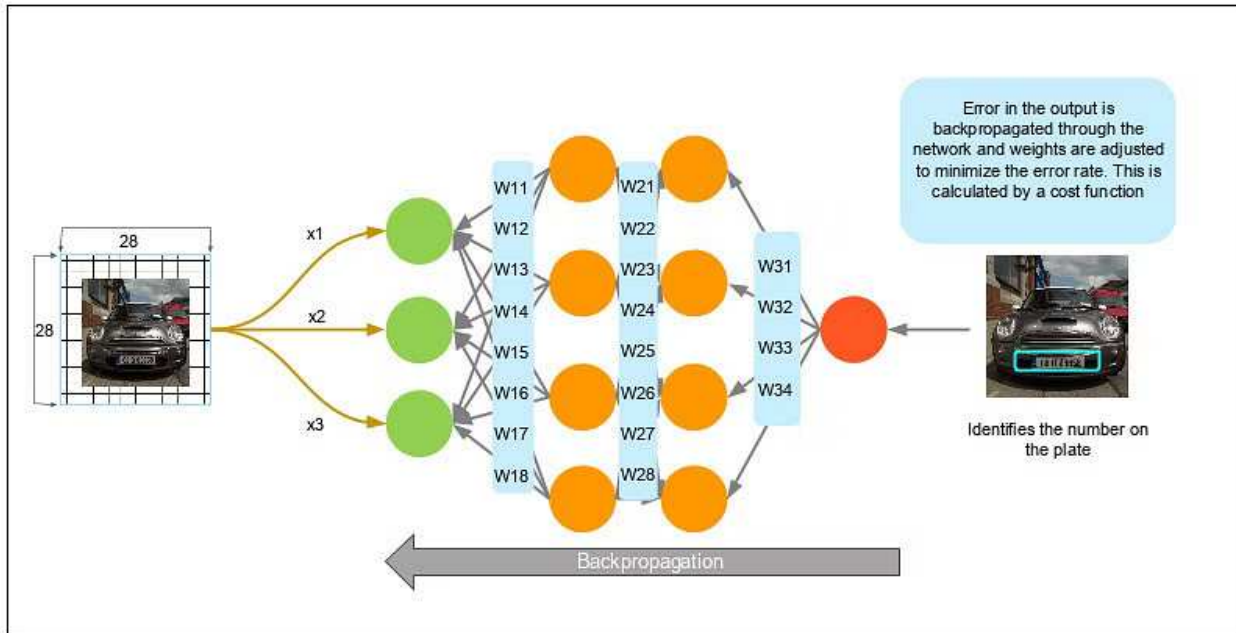 Error in the output is
backpropagated through the
network and weights are adjusted
to minimize the error rate. This is
calculated by a cost function
28
28
x1
x2
x3
W11
W12
W13
W14
W15
W16
W17
W18
W21
W22
W23
W24
W25
W26
W27
W28
W31
W32
W33
W34
Identifies the number on
the plate
Backpropagation